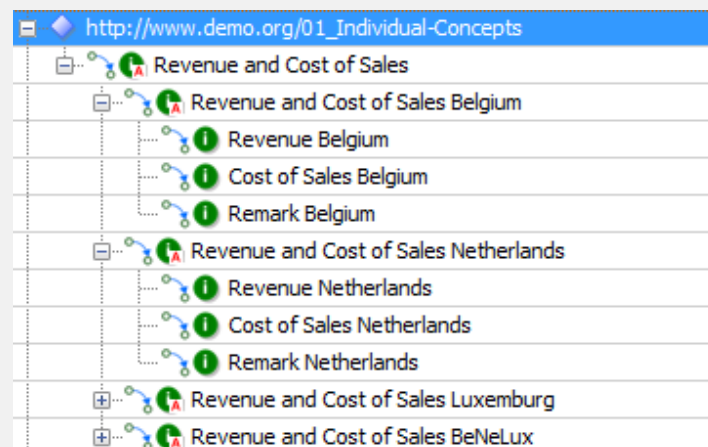 http://www.demo.org/01_Individual-Concepts
Revenue and Cost of Sales
Revenue and Cost of Sales Belgium
Revenue Belgium
Cost of Sales Belgium
Remark Belgium
Revenue and Cost of Sales Netherlands
Revenue Netherlands
Cost of Sales Netherlands
Remark Netherlands
Revenue and Cost of Sales Luxemburg
Revenue and Cost of Sales BeNeLux